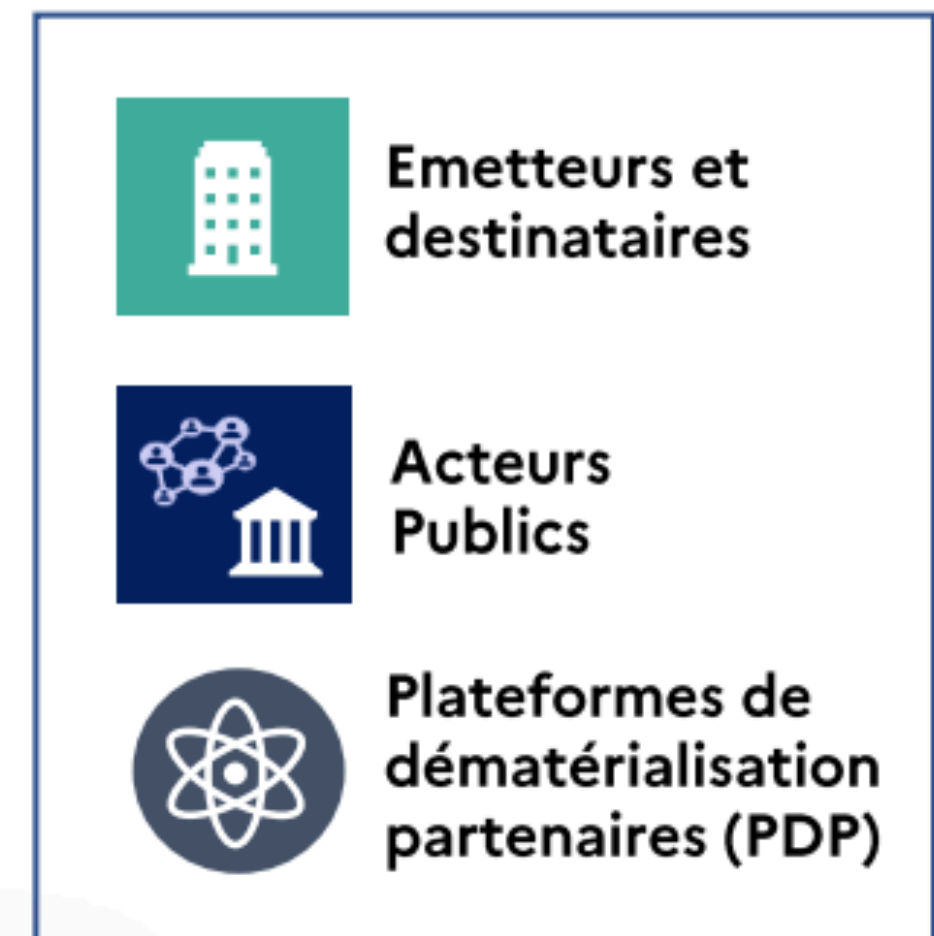 Emetteurs et
destinataires
Acteurs
Publics
Plateformes de
dématérialisation
partenaires (PDP)